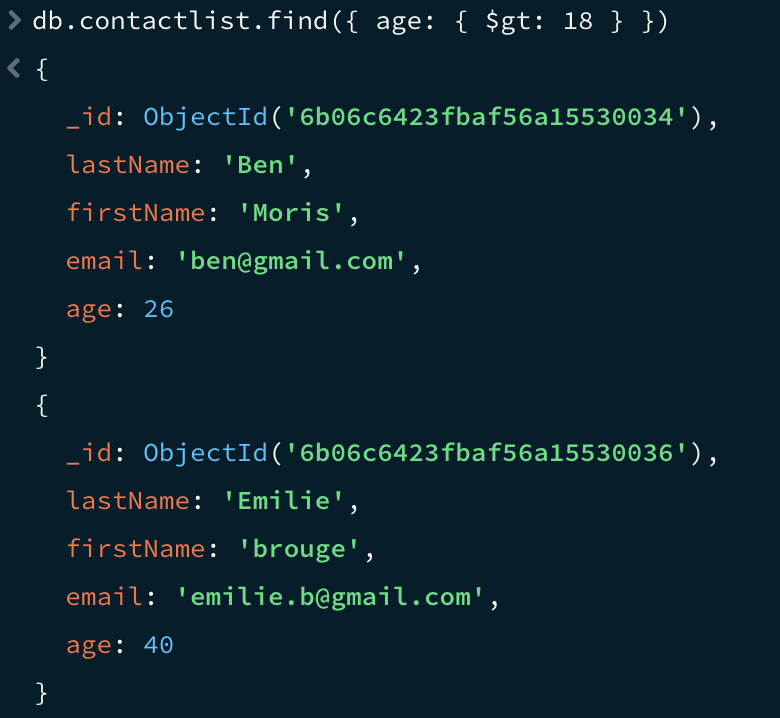 db.contactlist.find({ age: { $gt: 18 } })
{
_id: ObjectId('6b06c6423fbaf56a15530034'),
lastName: 'Ben',
firstName: 'Moris',
email: 'ben@gmail.com',
age: 26
}
{
_id: ObjectId('6b06c6423fbaf56a15530036'),
lastName: 'Emilie',
firstName: 'brouge',
email: 'emilie.b@gmail.com',
age: 40
}